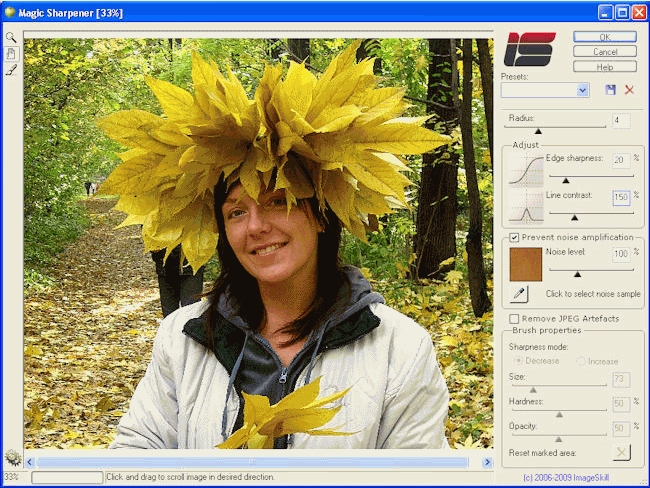 Magic Sharpener [33%]
OK
Cancel
Help
Presets:
Radius: 4
Adjust
Edge sharpness: 20 %
Line contrast: 150 %
Prevent noise amplification
Noise level: 100 %
Click to select noise sample
Remove JPEG Artefacts
Brush properties
Sharpness mode:
Decrease Increase
Size: 73
Hardness: 50 %
Opacity: 50 %
Reset marked area:
33% Click and drag to scroll image in desired direction.
(c) 2006-2009 ImageSkill